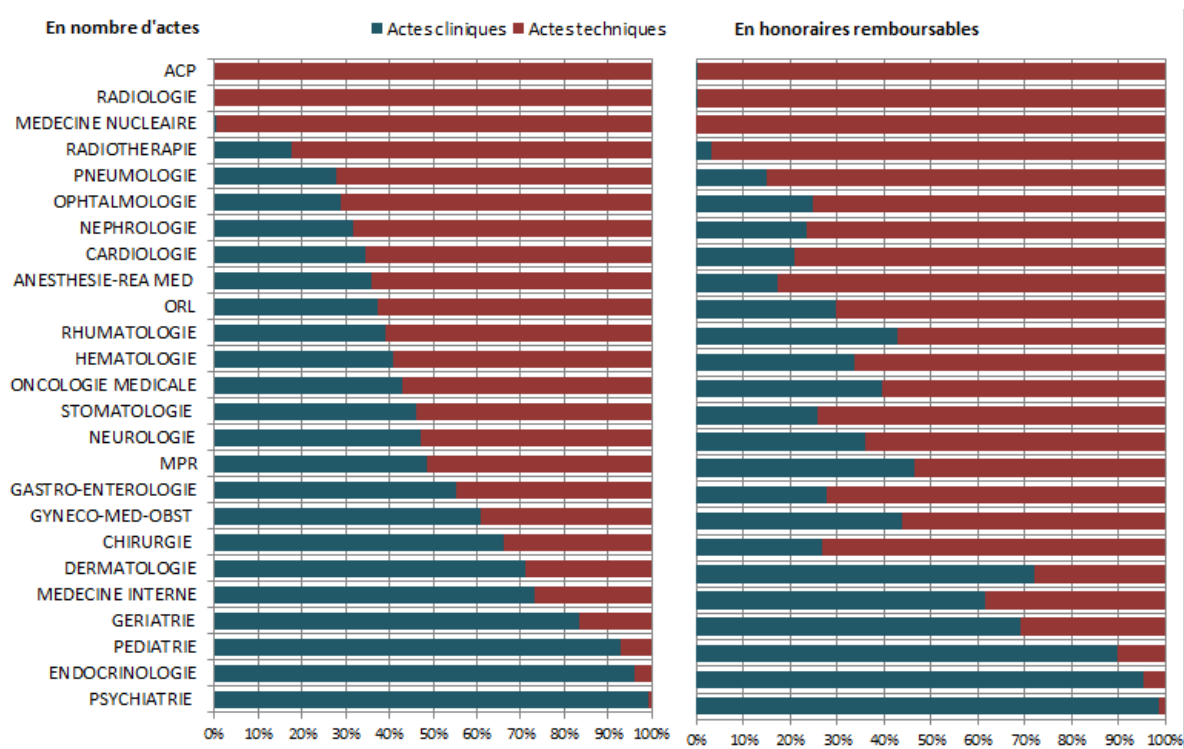 En nombre d'actes
Actes cliniques Actes techniques
En honoraires remboursables
ACP
RADIOLOGIE
MEDECINE NUCLEAIRE
RADIOTHERAPIE
PNEUMOLOGIE
OPHTALMOLOGIE
NEPHROLOGIE
CARDIOLOGIE
ANESTHESIE-REA MED
ORL
RHUMATOLOGIE
HEMATOLOGIE
ONCOLOGIE MEDICALE
STOMATOLOGIE
NEUROLOGIE
MPR
GASTRO-ENTEROLOGIE
GYNECO-MED-OBST
CHIRURGIE
DERMATOLOGIE
MEDECINE INTERNE
GERIATRIE
PEDIATRIE
ENDOCRINOLOGIE
PSYCHIATRIE
0% 10% 20% 30% 40% 50% 60% 70% 80% 90% 100%
0% 10% 20% 30% 40% 50% 60% 70% 80% 90% 100%